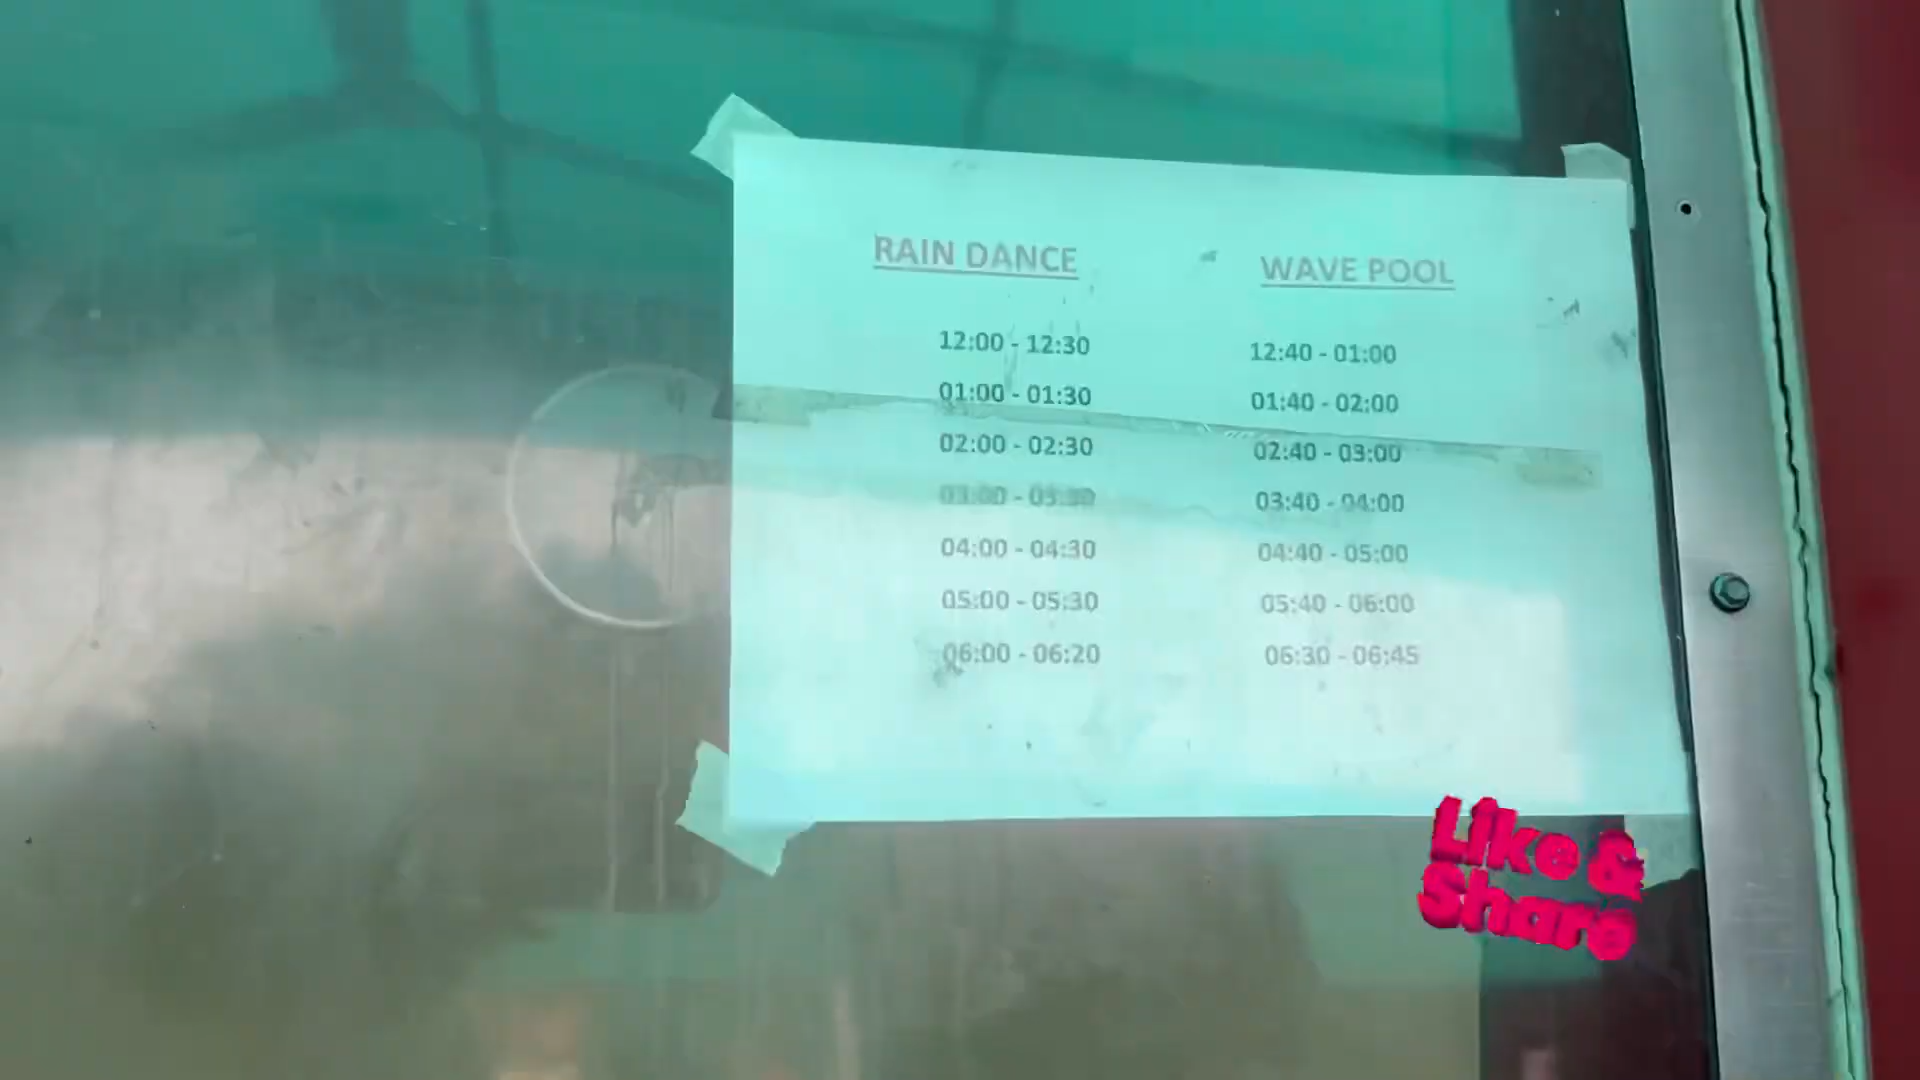 RAIN DANCE WAVE POOL
12:00 - 12:30 12:40 - 01:00
01:00 - 01:30 01:40 - 02:00
02:00 - 02:30 02:40 - 03:00
03:00 - 03:30 03:40 - 04:00
04:00 - 04:30 04:40 - 05:00
05:00 - 05:30 05:40 - 06:00
06:00 - 06:20 06:30 - 06:45
Like &
Share